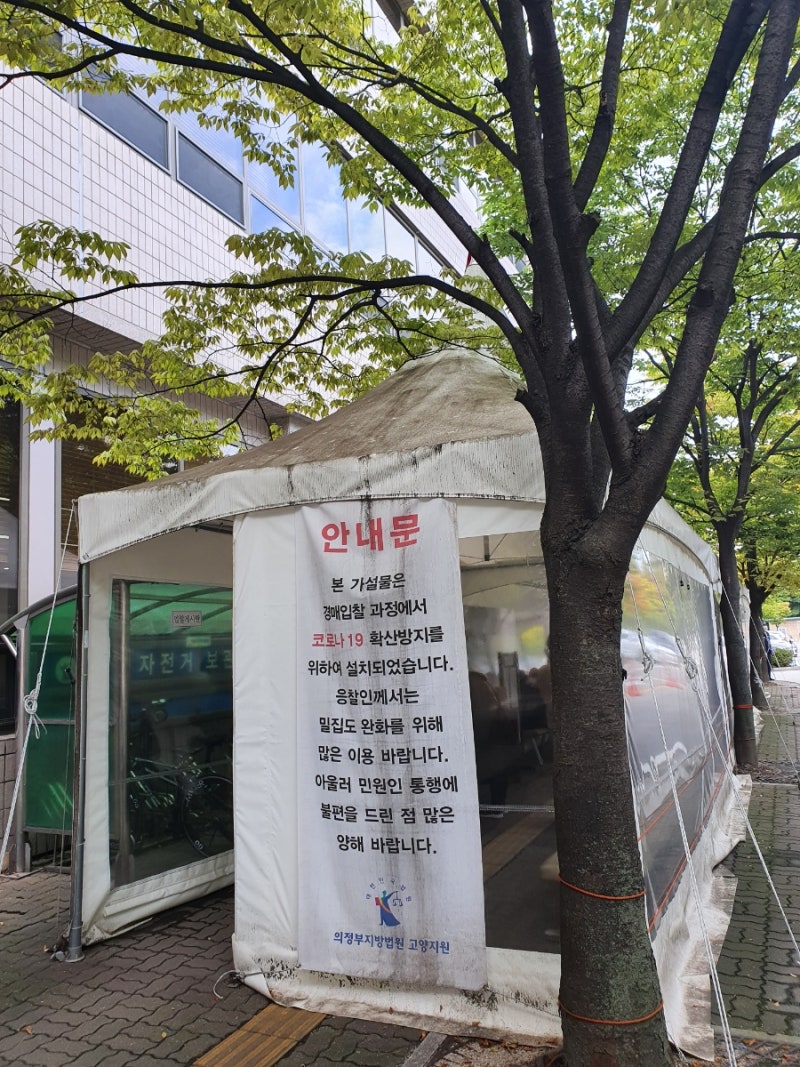 안내문
본 가설물은
경매입찰 과정에서
코로나19 확산방지를
위하여 설치되었습니다.
응찰인께서는
밀집도 완화를 위해
많은 이용 바랍니다.
아울러 민원인 통행에
불편을 드린 점 많은
양해 바랍니다.
의정부지방법원 고양지원
자전거 보관